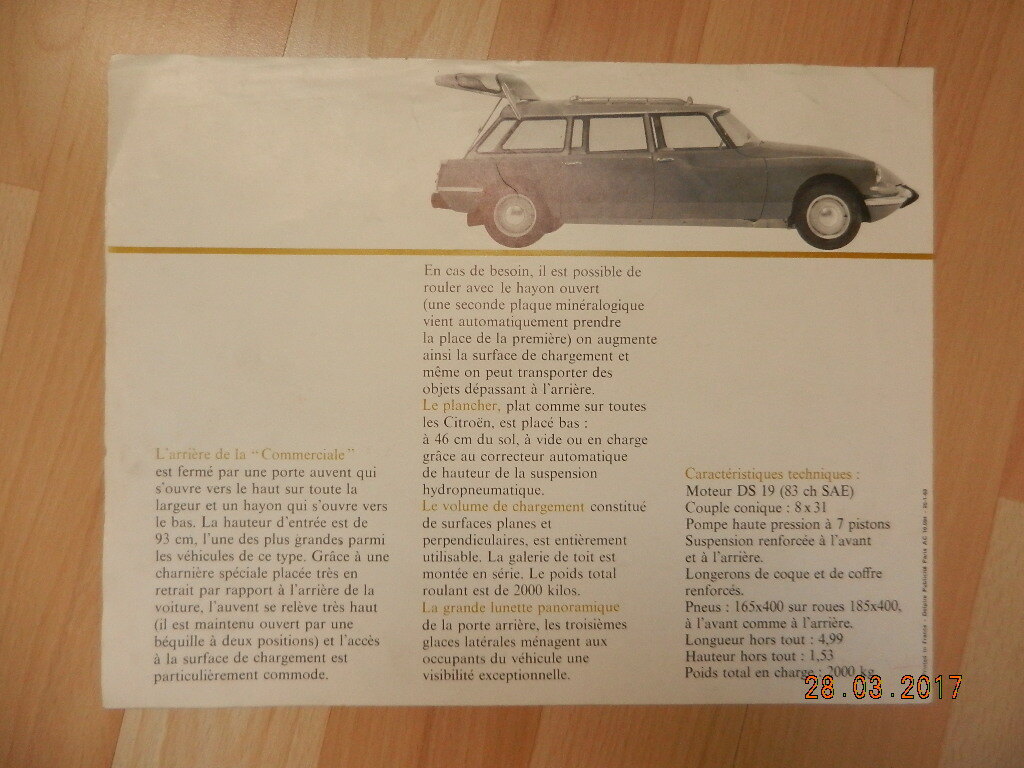 L'arrière de la "Commerciale"
est fermé par une porte auvent qui
s'ouvre vers le haut sur toute la
largeur et un hayon qui s'ouvre vers
le bas. La hauteur d'entrée est de
93 cm, l'une des plus grandes parmi
les véhicules de ce type. Grâce à une
charnière spéciale placée très en
retrait par rapport à l'arrière de la
voiture, l'auvent se relève très haut
(il est maintenu ouvert par une
béquille à deux positions) et l'accès
à la surface de chargement est
particulièrement commode.
En cas de besoin, il est possible de
rouler avec le hayon ouvert
(une seconde plaque minéralogique
vient automatiquement prendre
la place de la première) on augmente
ainsi la surface de chargement et
même on peut transporter des
objets dépassant à l'arrière.
Le plancher, plat comme sur toutes
les Citroën, est placé bas :
à 46 cm du sol, à vide ou en charge
grâce au correcteur automatique
de hauteur de la suspension
hydropneumatique.
Le volume de chargement constitué
de surfaces planes et
perpendiculaires, est entièrement
utilisable. La galerie de toit est
montée en série. Le poids total
roulant est de 2000 kilos.
La grande lunette panoramique
de la porte arrière, les troisièmes
glaces latérales ménagent aux
occupants du véhicule une
visibilité exceptionnelle.
Caractéristiques techniques :
Moteur DS 19 (83 ch SAE)
Couple conique : 8x31
Pompe haute pression à 7 pistons
Suspension renforcée à l'avant
et à l'arrière.
Longerons de coque et de coffre
renforcés.
Pneus : 165x400 sur roues 185x400,
à l'avant comme à l'arrière.
Longueur hors tout : 4,99
Hauteur hors tout : 1,53
Poids total en charge : 2000 kg
Printed in France - Delpire Publicité Paris AC
28.03.2017